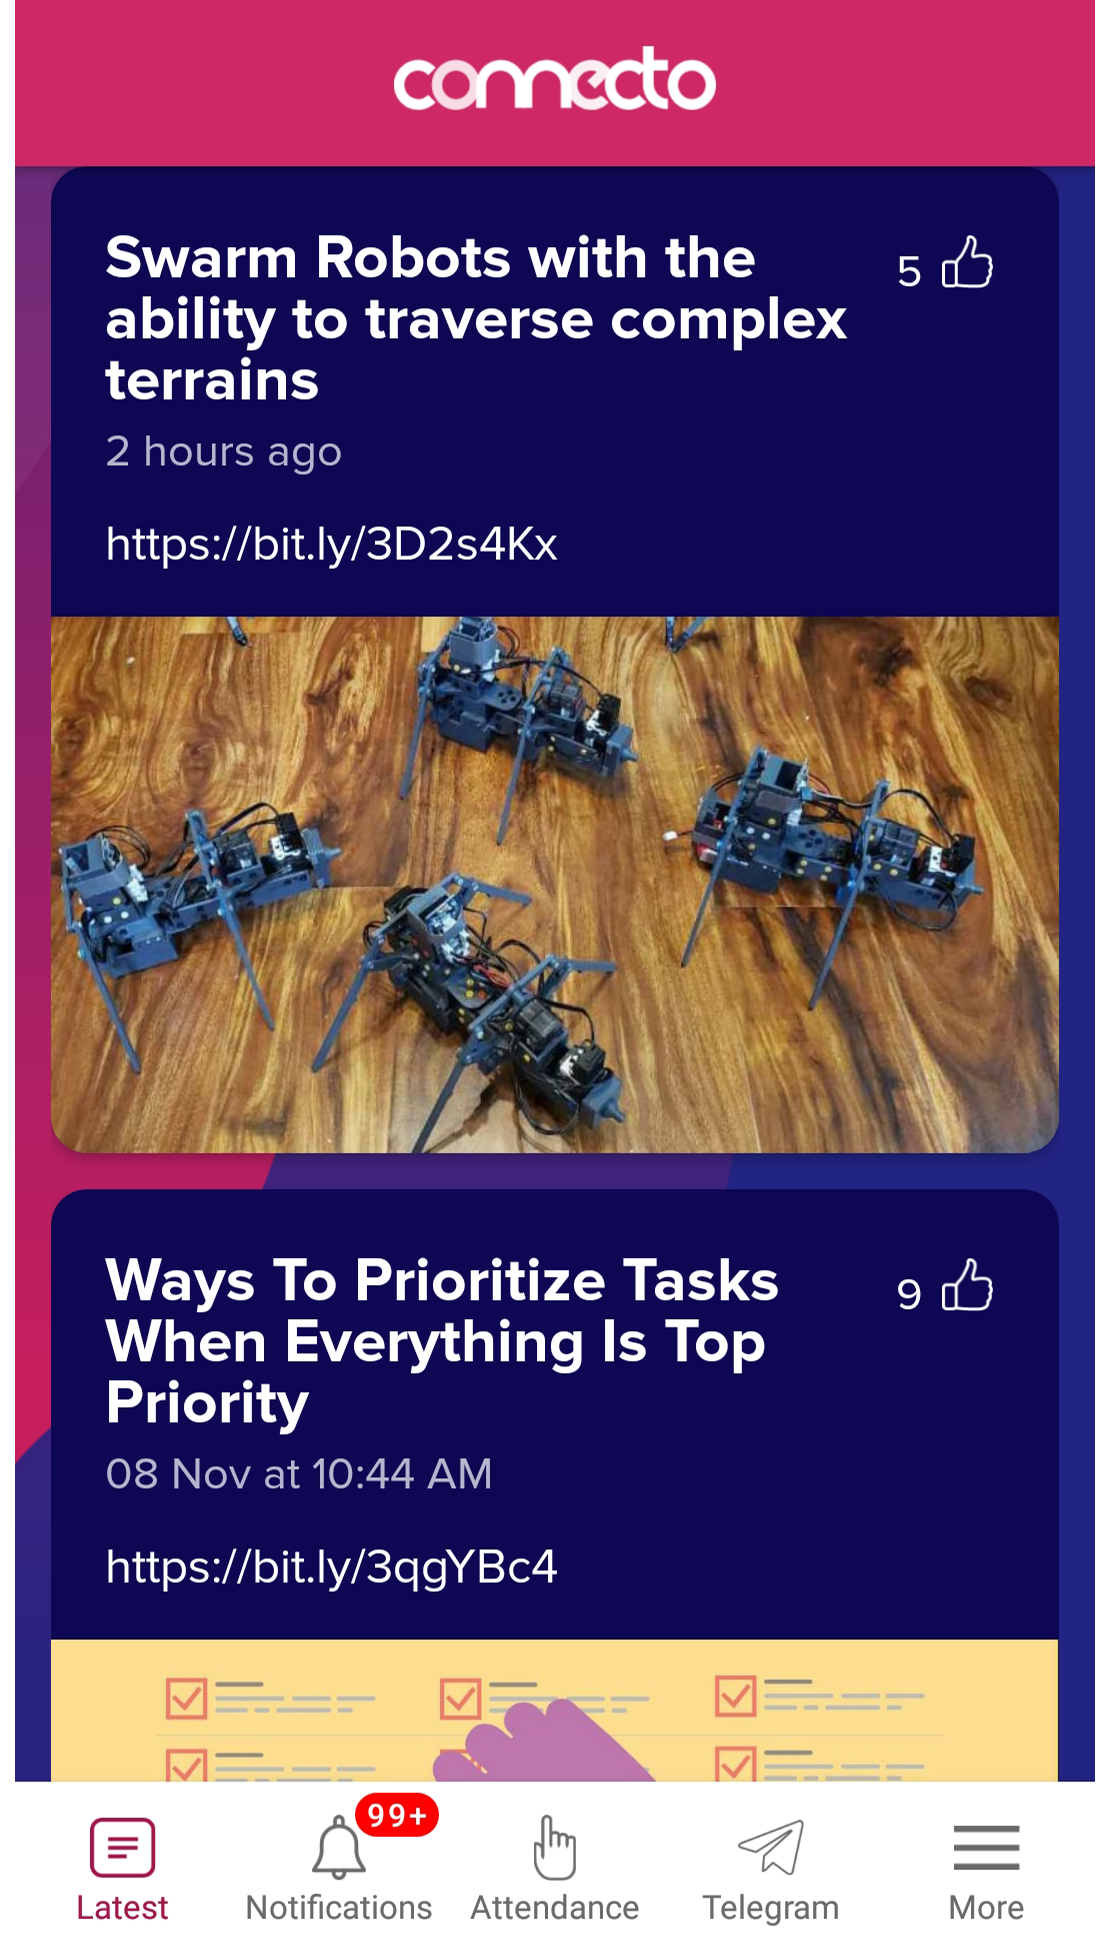 connecto
Swarm Robots with the
ability to traverse complex
terrains
5
2 hours ago
https://bit.ly/3D2s4Kx
Ways To Prioritize Tasks
When Everything Is Top
Priority
9
08 Nov at 10:44 AM
https://bit.ly/3qgYBc4
99+
Latest
Notifications
Attendance
Telegram
More